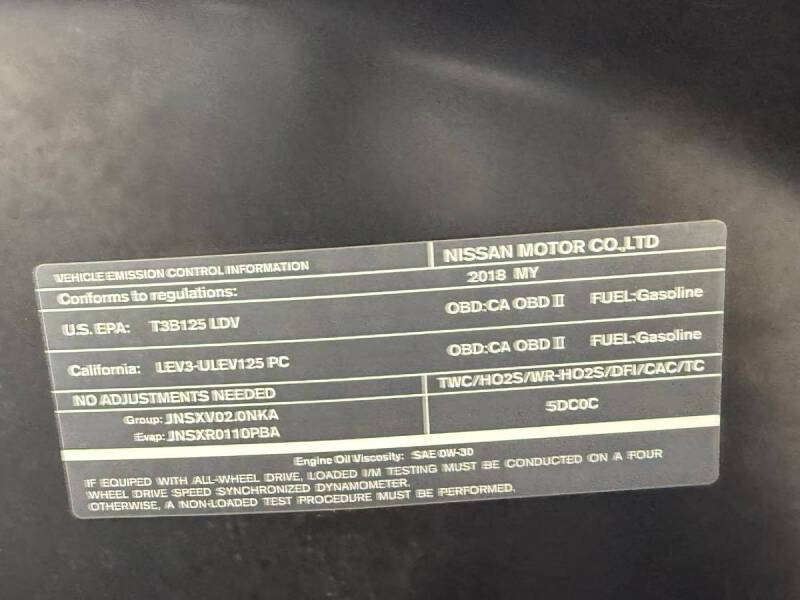 VEHICLE EMISSION CONTROL INFORMATION
NISSAN MOTOR CO.,LTD
Conforms to regulations:
2018 MY
U.S. EPA: T3B125 LDV
OBD:CA OBD II FUEL:Gasoline
California: LEV3-ULEV125 PC
OBD:CA OBD II FUEL:Gasoline
NO ADJUSTMENTS NEEDED
TWC/HO2S/WR-HO2S/DFI/CAC/TC
Group: JNSXV02.0NKA
Evap: JNSXR0110PBA
5DC0C
Engine Oil Viscosity: SAE 0W-30
IF EQUIPED WITH ALL-WHEEL DRIVE, LOADED I/M TESTING MUST BE CONDUCTED ON A FOUR
WHEEL DRIVE SPEED SYNCHRONIZED DYNAMOMETER.
OTHERWISE, A NON-LOADED TEST PROCEDURE MUST BE PERFORMED.